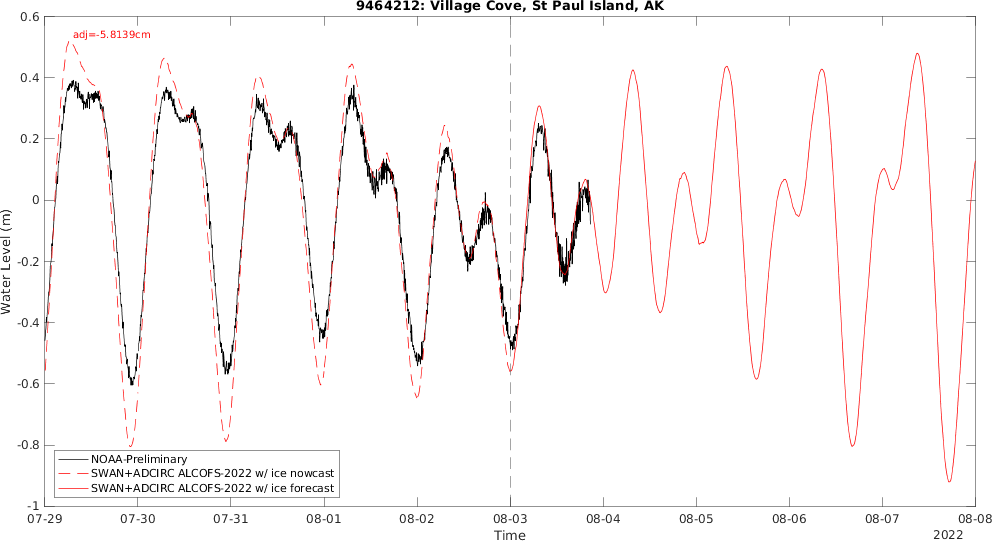 9464212: Village Cove, St Paul Island, AK
adj=-5.8139cm
0.6
0.4
0.2
0
-0.2
-0.4
-0.6
-0.8
-1
Water Level (m)
NOAA-Preliminary
SWAN+ADCIRC ALCOFS-2022 w/ ice nowcast
SWAN+ADCIRC ALCOFS-2022 w/ ice forecast
07-29 07-30 07-31 08-01 08-02 08-03 08-04 08-05 08-06 08-07 08-08
Time
2022